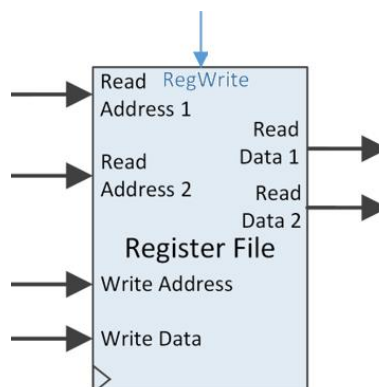 RegWrite
Read
Address 1
Read
Data 1
Read
Address 2
Read
Data 2
Register File
Write Address
Write Data